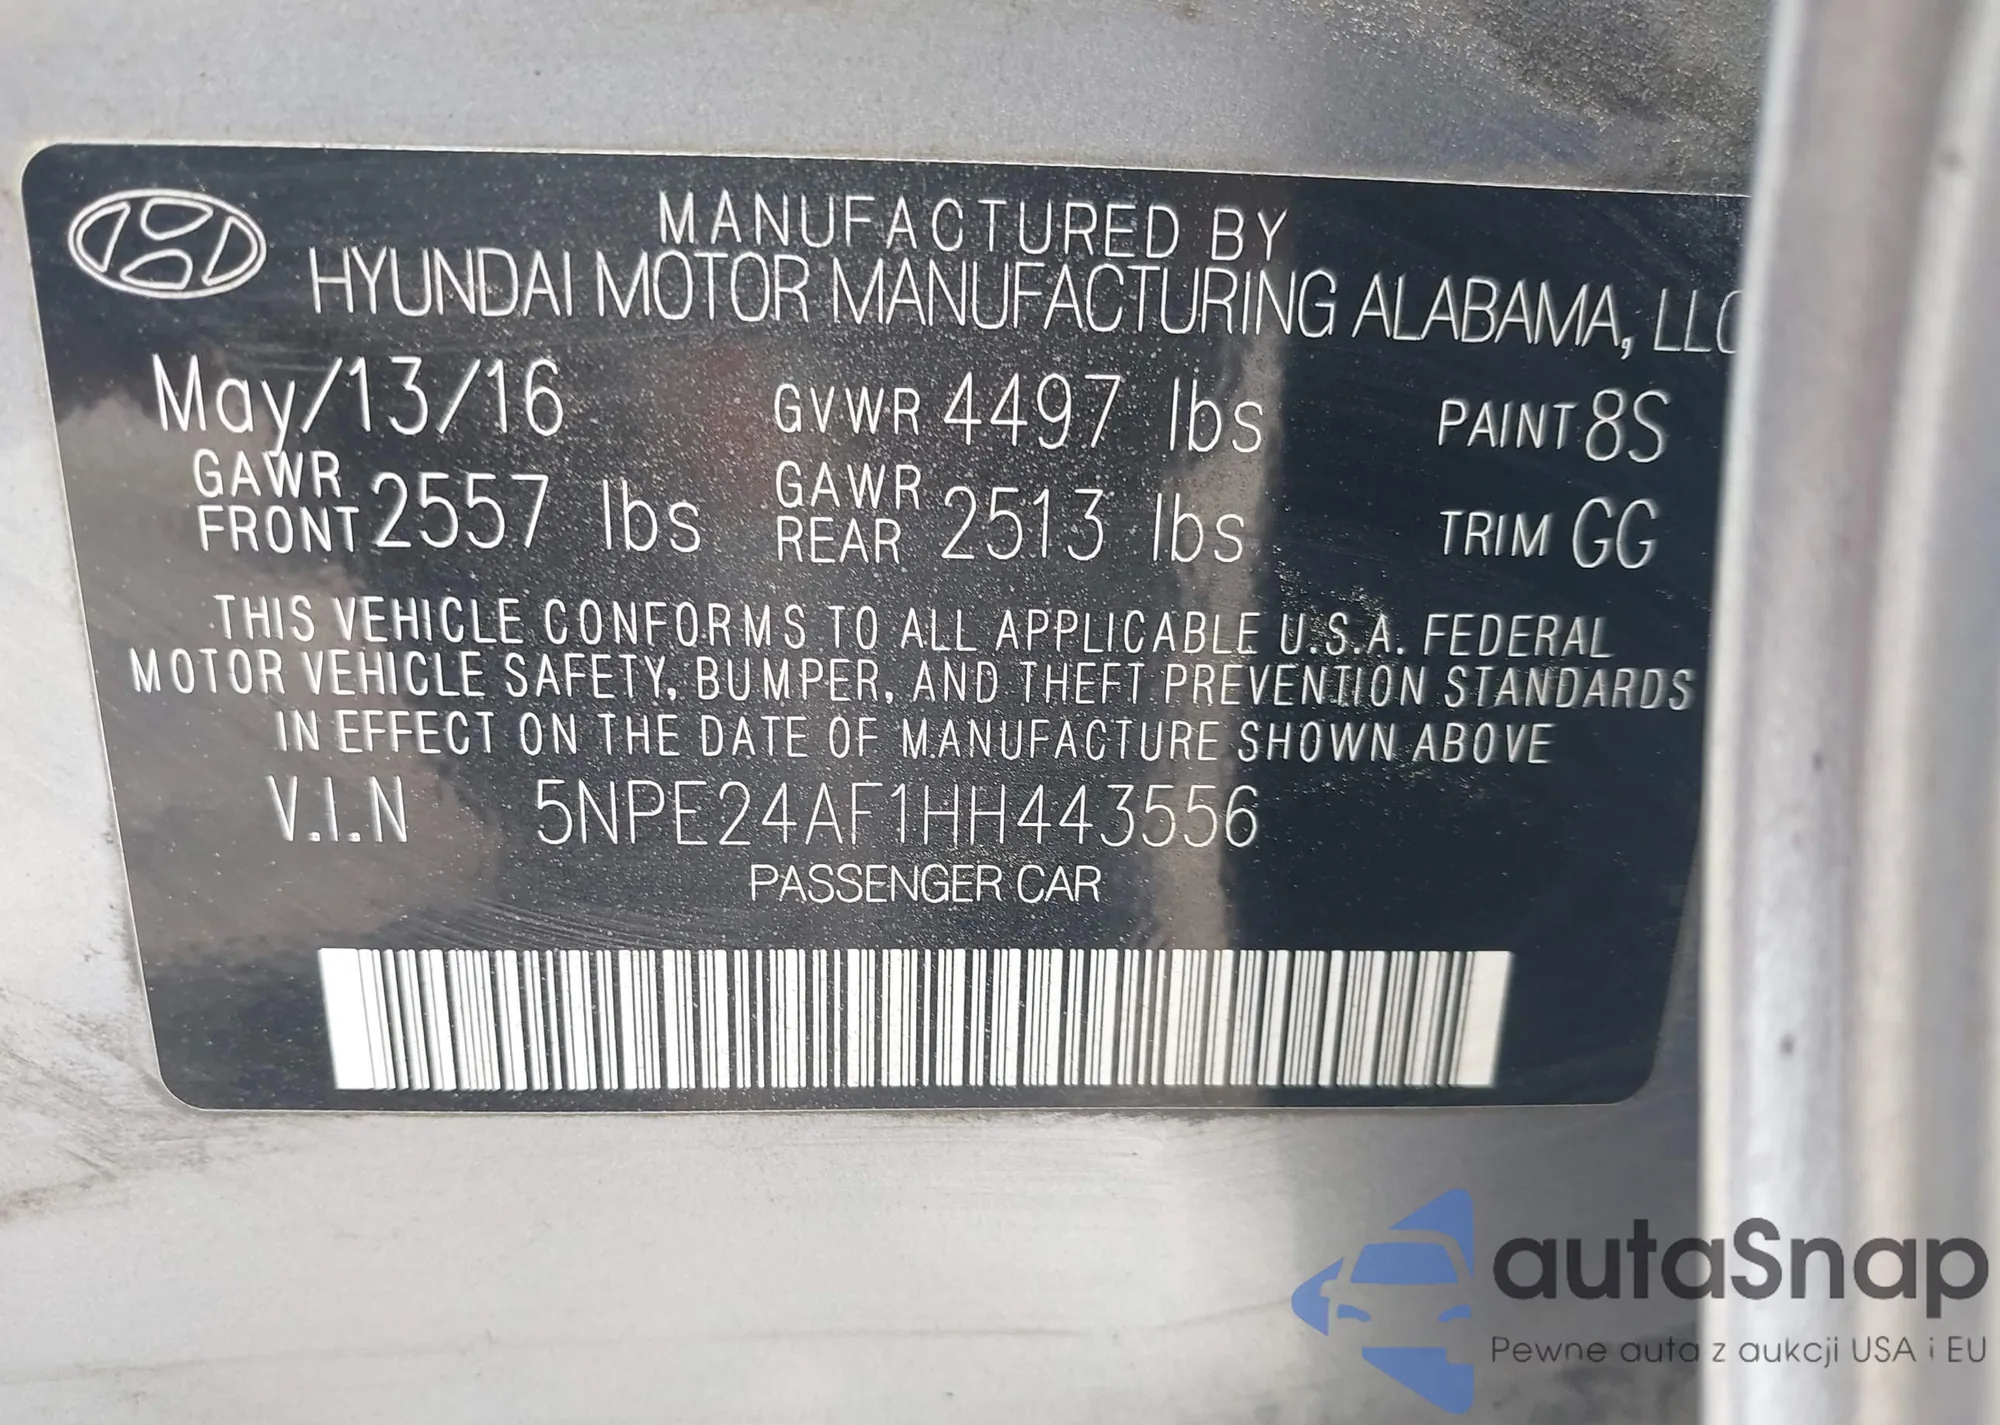 MANUFACTURED BY
HYUNDAI MOTOR MANUFACTURING ALABAMA, LLC
May/13/16 GVWR 4497 lbs PAINT 8S
GAWR FRONT 2557 lbs GAWR REAR 2513 lbs TRIM GG
THIS VEHICLE CONFORMS TO ALL APPLICABLE U.S.A. FEDERAL
MOTOR VEHICLE SAFETY, BUMPER, AND THEFT PREVENTION STANDARDS
IN EFFECT ON THE DATE OF MANUFACTURE SHOWN ABOVE
V.I.N 5NPE24AF1HH443556
PASSENGER CAR
autaSnap
Pewne auta z aukcji USA i EU